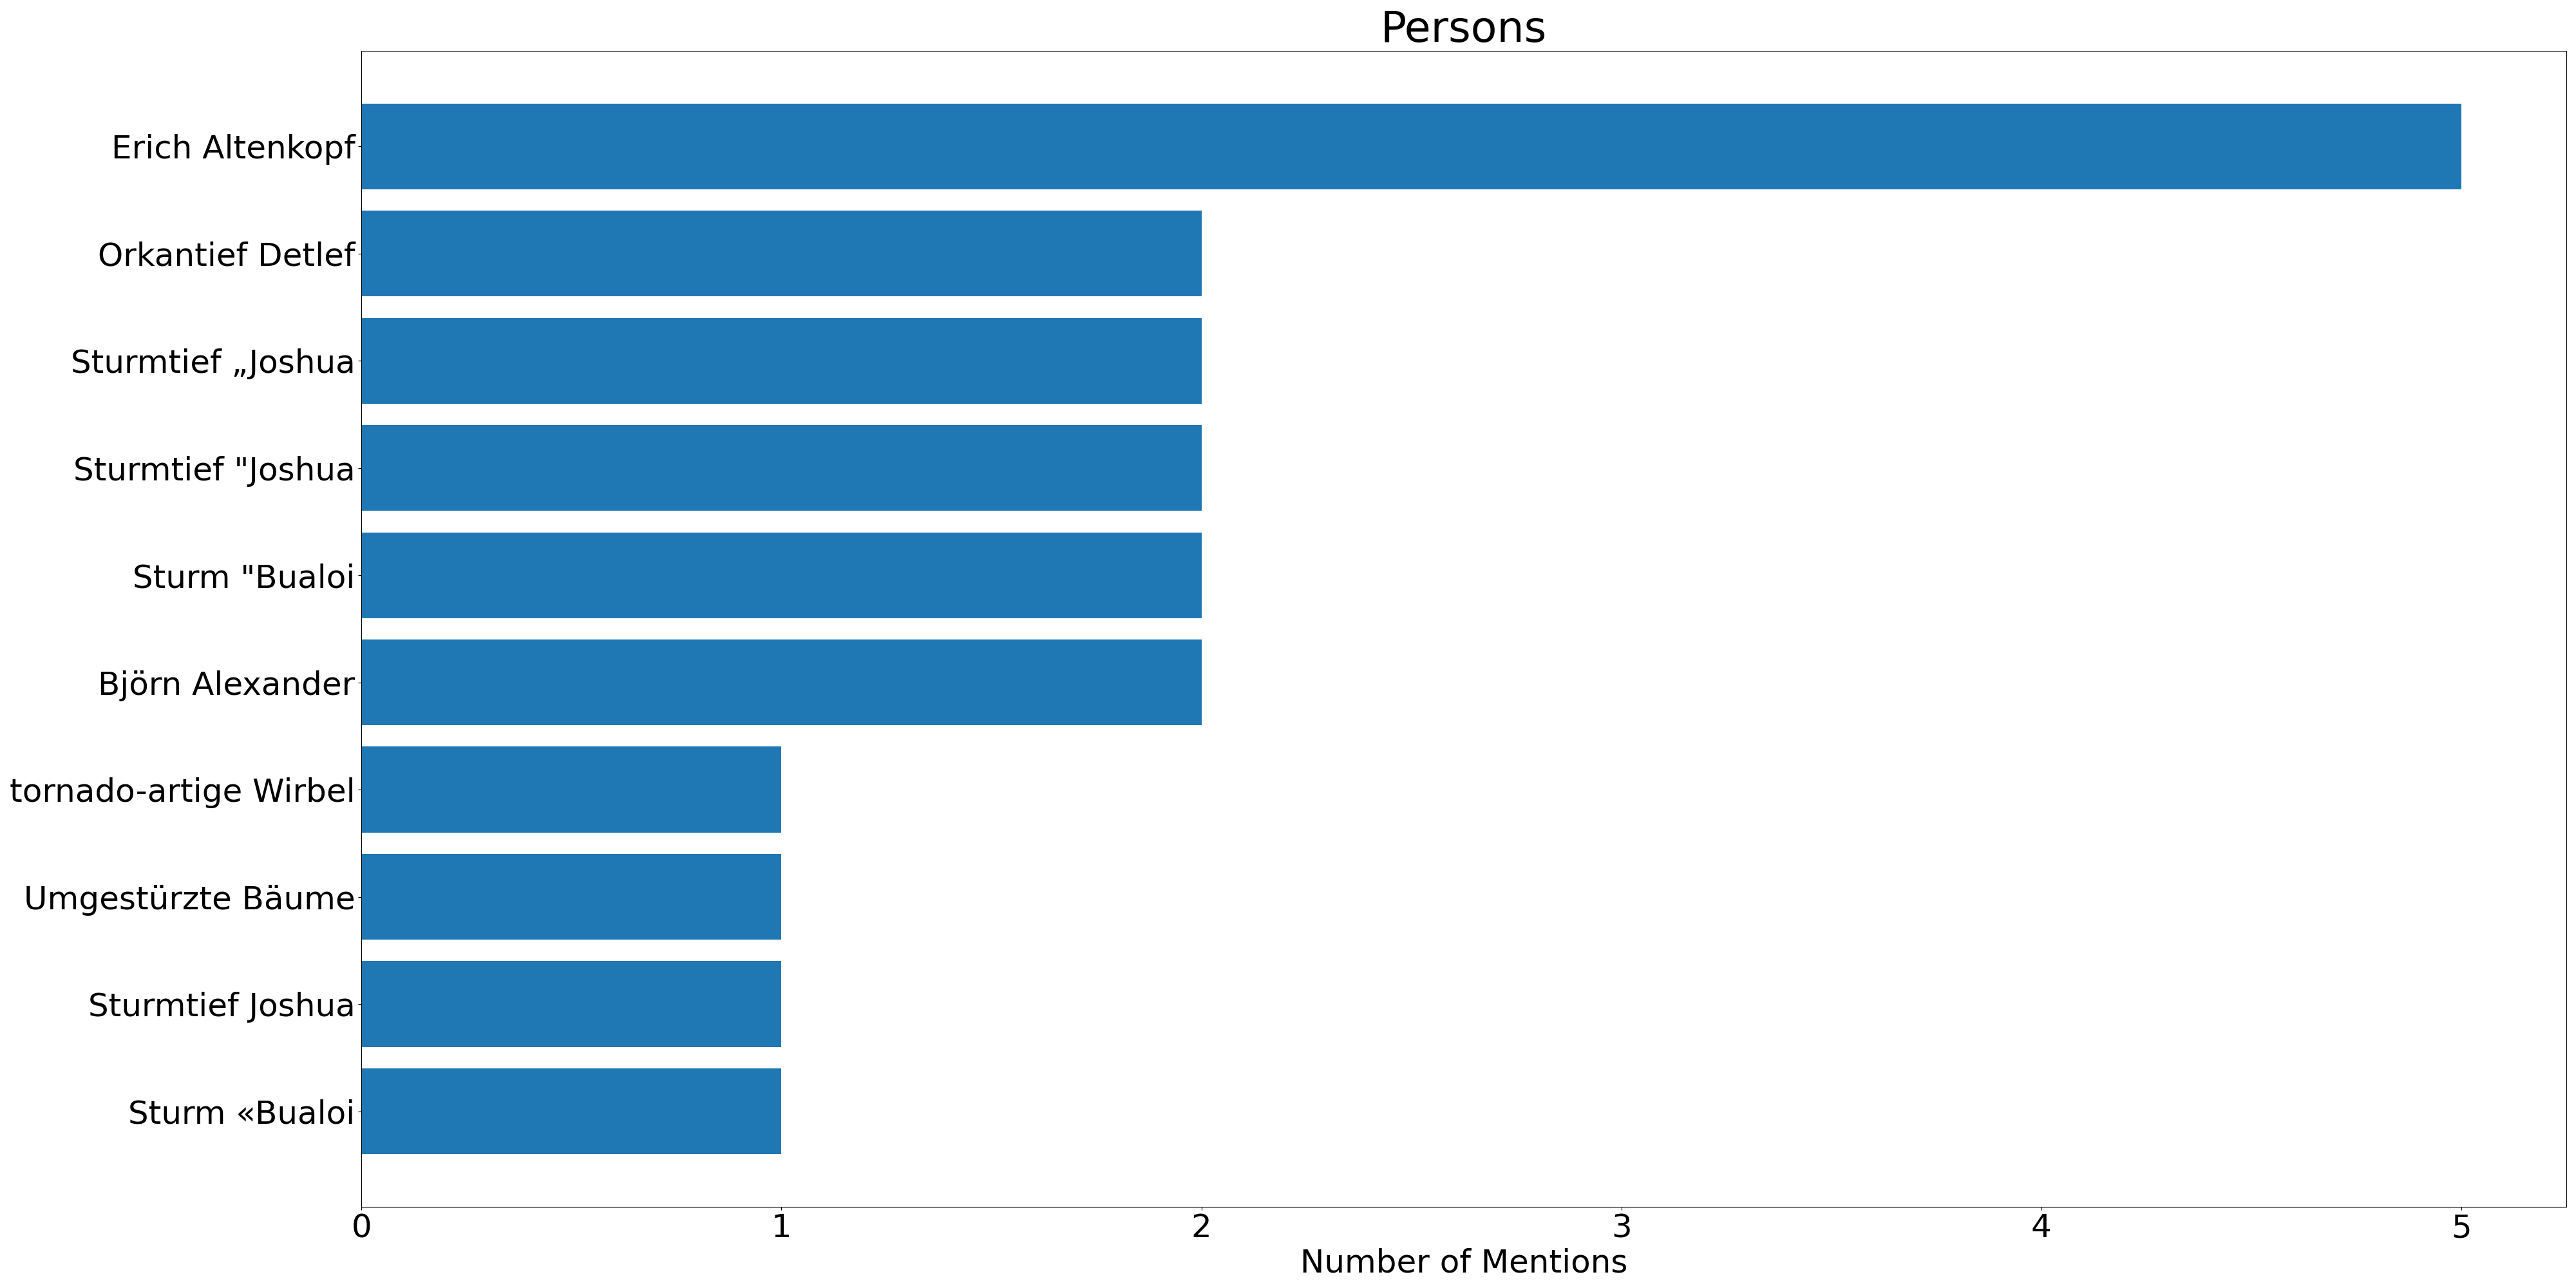 Persons
Erich Altenkopf
Orkantief Detlef
Sturmtief „Joshua
Sturmtief "Joshua
Sturm "Bualoi
Björn Alexander
tornado-artige Wirbel
Umgestürzte Bäume
Sturmtief Joshua
Sturm «Bualoi
0 1 2 3 4 5
Number of Mentions